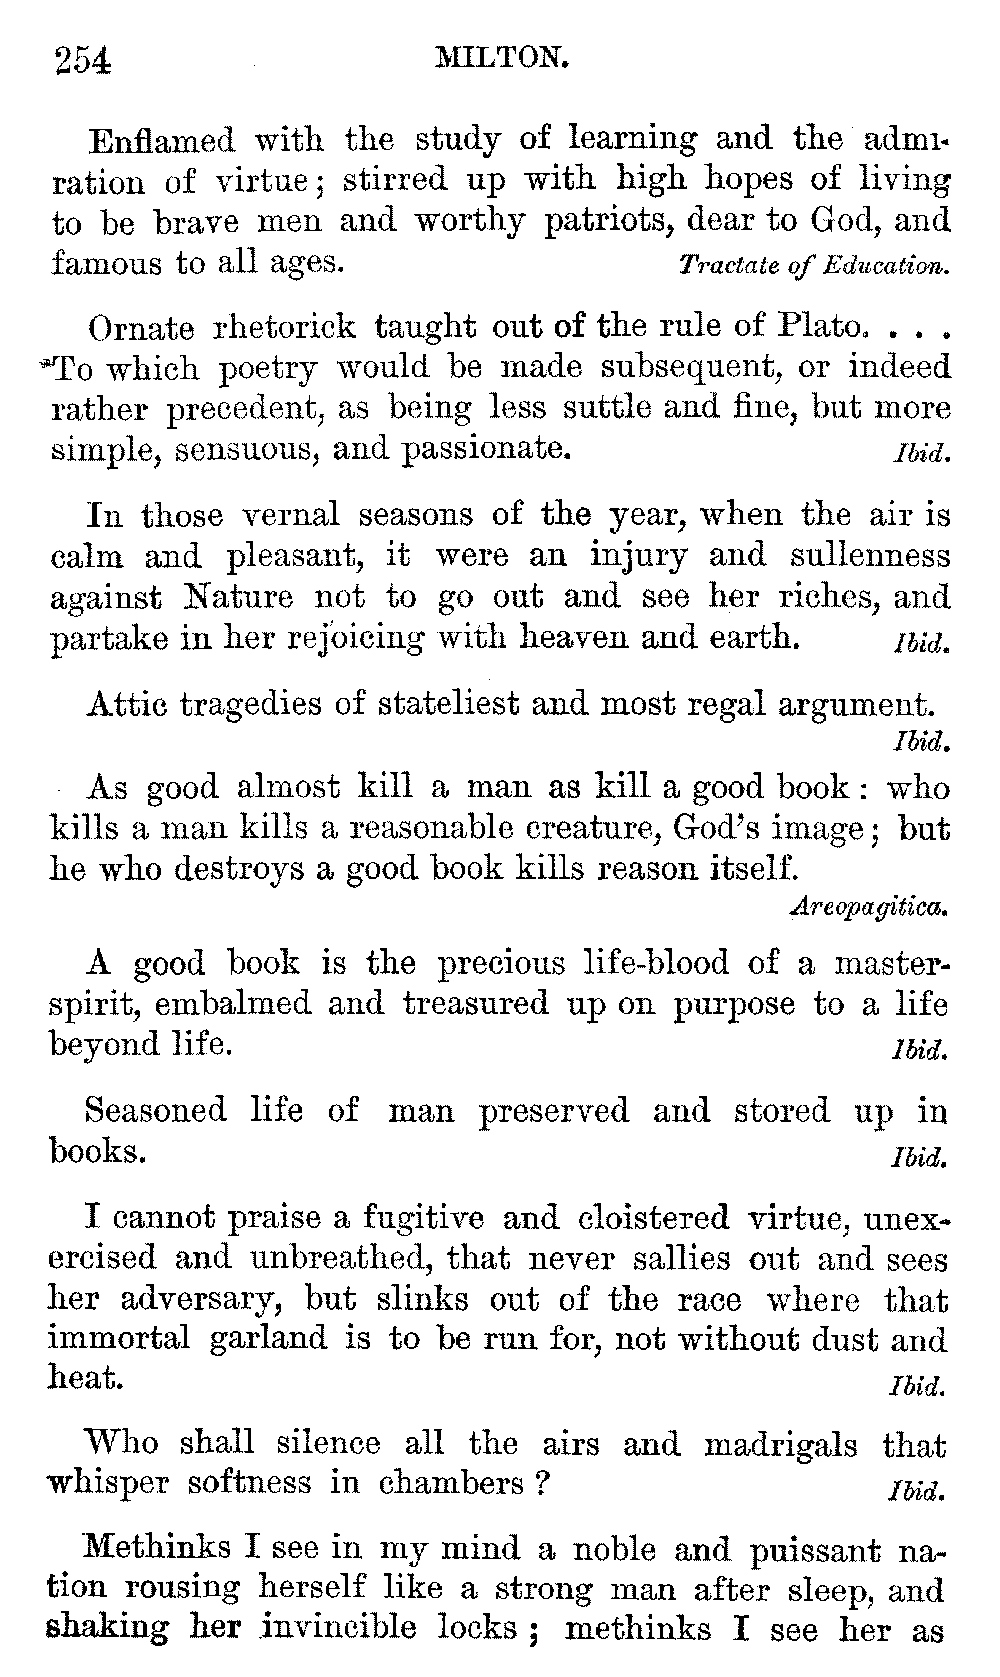 254 MILTON.
Enflamed with the study of learning and the admi-
ration of virtue; stirred up with high hopes of living
to be brave men and worthy patriots, dear to God, and
famous to all ages. Tractate of Education.
Ornate rhetorick taught out of the rule of Plato. . . .
To which poetry would be made subsequent, or indeed
rather precedent, as being less suttle and fine, but more
simple, sensuous, and passionate. Ibid.
In those vernal seasons of the year, when the air is
calm and pleasant, it were an injury and sullenness
against Nature not to go out and see her riches, and
partake in her rejoicing with heaven and earth. Ibid.
Attic tragedies of stateliest and most regal argument.
Ibid.
As good almost kill a man as kill a good book : who
kills a man kills a reasonable creature, God's image; but
he who destroys a good book kills reason itself.
Areopagitica.
A good book is the precious life-blood of a master-
spirit, embalmed and treasured up on purpose to a life
beyond life. Ibid.
Seasoned life of man preserved and stored up in
books. Ibid.
I cannot praise a fugitive and cloistered virtue, unex-
ercised and unbreathed, that never sallies out and sees
her adversary, but slinks out of the race where that
immortal garland is to be run for, not without dust and
heat. Ibid.
Who shall silence all the airs and madrigals that
whisper softness in chambers ? Ibid.
Methinks I see in my mind a noble and puissant na-
tion rousing herself like a strong man after sleep, and
shaking her invincible locks ; methinks I see her as